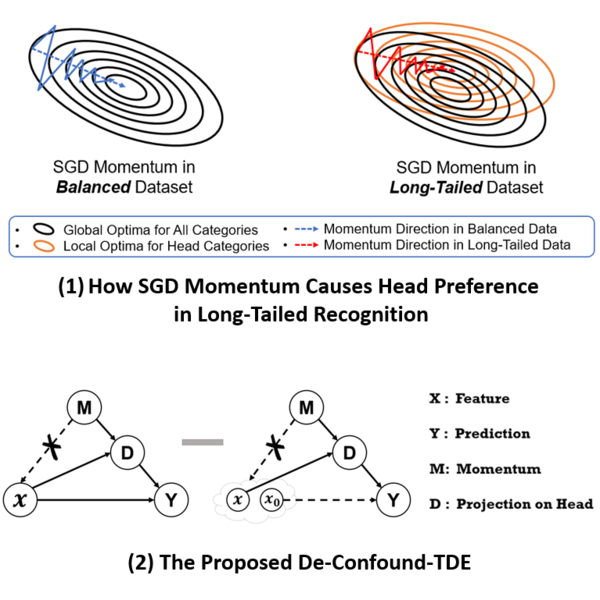 SGD Momentum in
Balanced Dataset
SGD Momentum in
Long-Tailed Dataset
• Global Optima for All Categories
• Local Optima for Head Categories
• Momentum Direction in Balanced Data
• Momentum Direction in Long-Tailed Data
(1) How SGD Momentum Causes Head Preference
in Long-Tailed Recognition
M
D
x
Y
M
D
x
x₀
Y
X : Feature
Y : Prediction
M: Momentum
D : Projection on Head
(2) The Proposed De-Confound-TDE